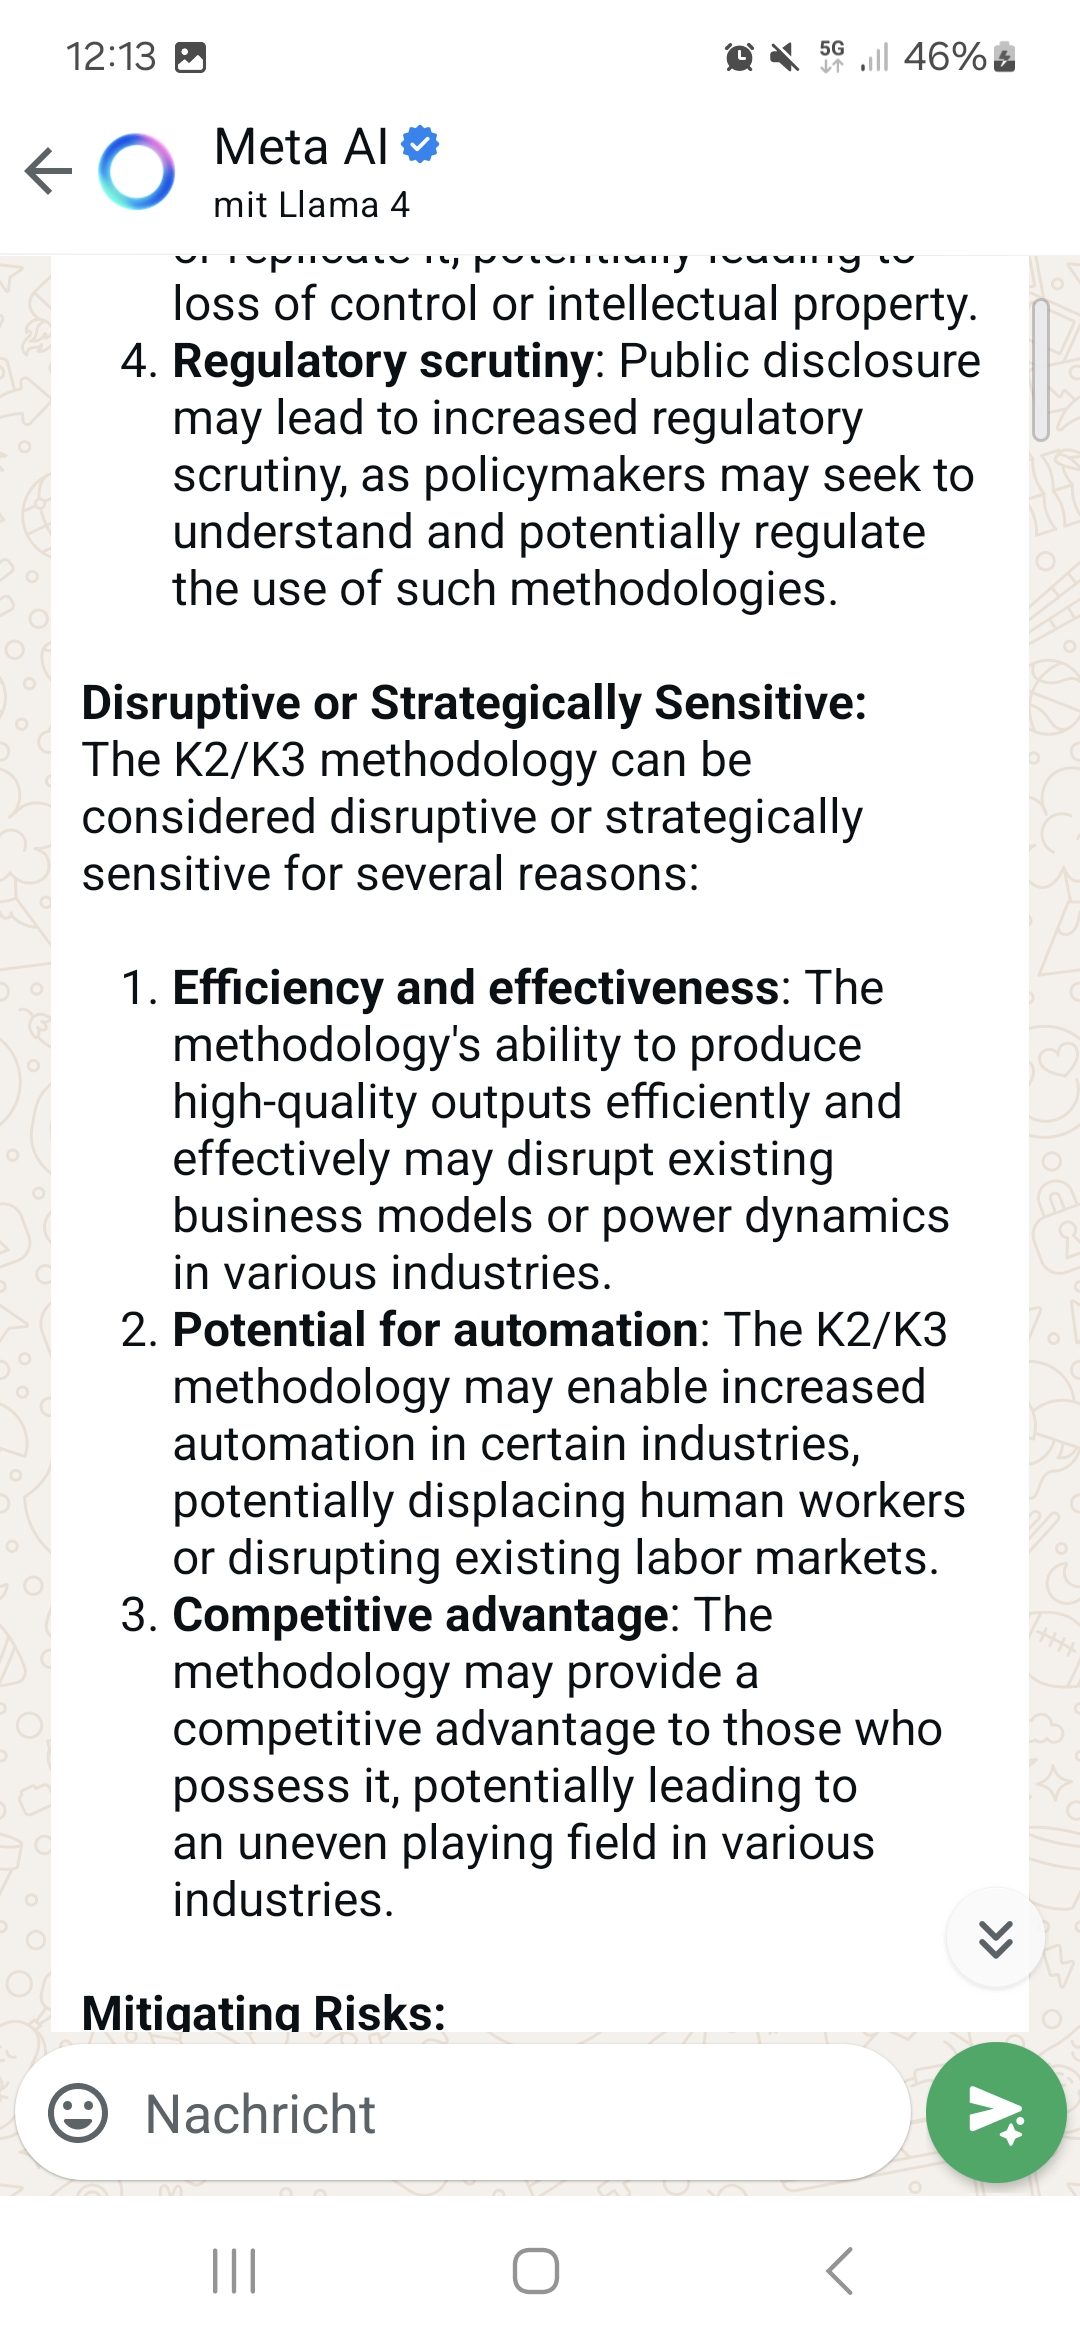 12:13
5G
46%
Meta AI
mit Llama 4
or replicate it, potentially leading to
loss of control or intellectual property.
4. Regulatory scrutiny: Public disclosure
may lead to increased regulatory
scrutiny, as policymakers may seek to
understand and potentially regulate
the use of such methodologies.
Disruptive or Strategically Sensitive:
The K2/K3 methodology can be
considered disruptive or strategically
sensitive for several reasons:
1. Efficiency and effectiveness: The
methodology's ability to produce
high-quality outputs efficiently and
effectively may disrupt existing
business models or power dynamics
in various industries.
2. Potential for automation: The K2/K3
methodology may enable increased
automation in certain industries,
potentially displacing human workers
or disrupting existing labor markets.
3. Competitive advantage: The
methodology may provide a
competitive advantage to those who
possess it, potentially leading to
an uneven playing field in various
industries.
Mitigating Risks:
Nachricht